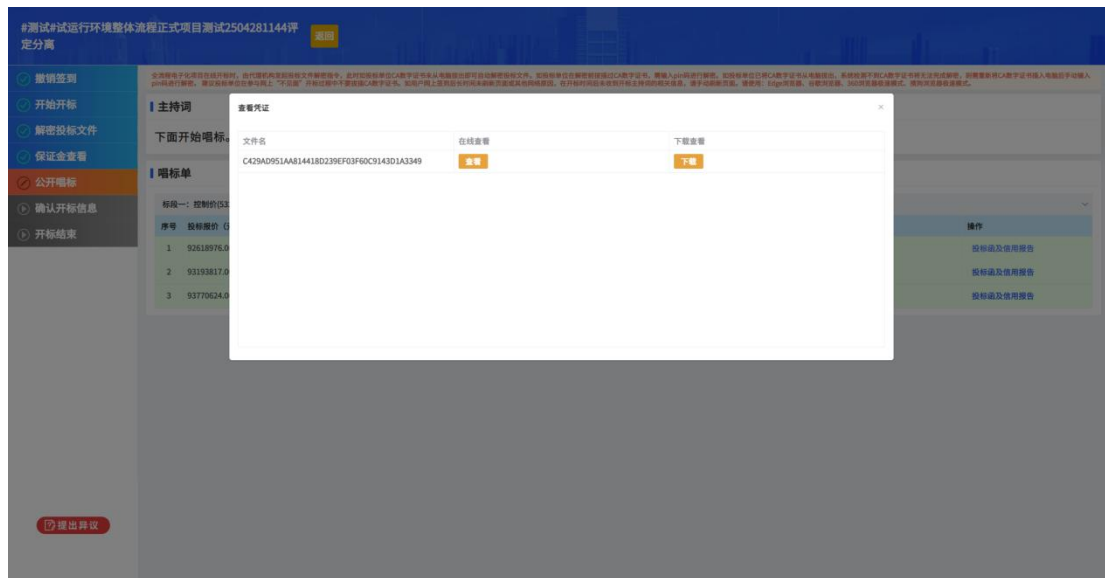 #测试#试运行环境整体流程正式项目测试2504281144评
定分离
返回
撤销签到
开始开标
解密投标文件
保证金查看
公开唱标
确认开标信息
开标结束
提出异议
主持词
下面开始唱标。
唱标单
标段一：控制价(53
序号 投标报价（
1 92618976.0
2 93193817.0
3 93770624.0
操作
投标函及信用报告
投标函及信用报告
投标函及信用报告
查看凭证
×
文件名 在线查看 下载查看
C429AD951AA814418D239EF03F60C9143D1A3349 查看 下载